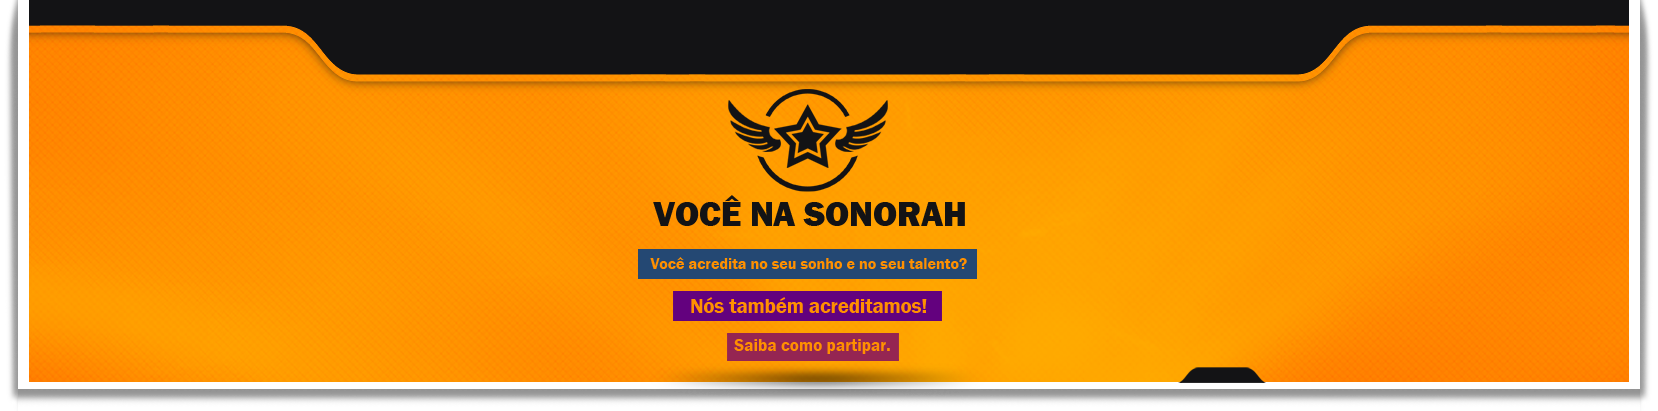 VOCÊ NA SONORAH
Você acredita no seu sonho e no seu talento?
Nós também acreditamos!
Saiba como partipar.